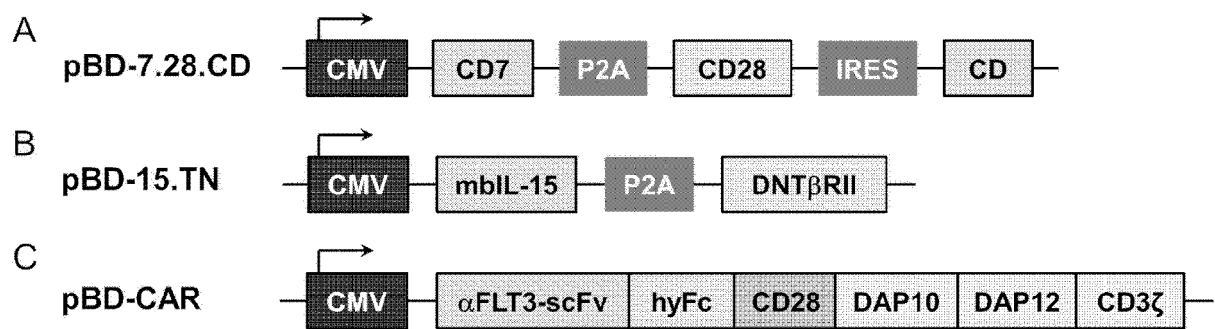 A
pBD-7.28.CD CMV CD7 P2A CD28 IRES CD
B
pBD-15.TN CMV mbIL-15 P2A DNTβRII
C
pBD-CAR CMV αFLT3-scFv hyFc CD28 DAP10 DAP12 CD3ζ